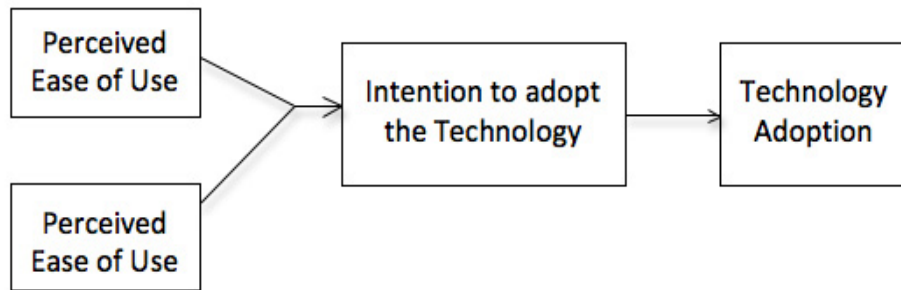 Perceived
Ease of Use
Intention to adopt
the Technology
Technology
Adoption
Perceived
Ease of Use